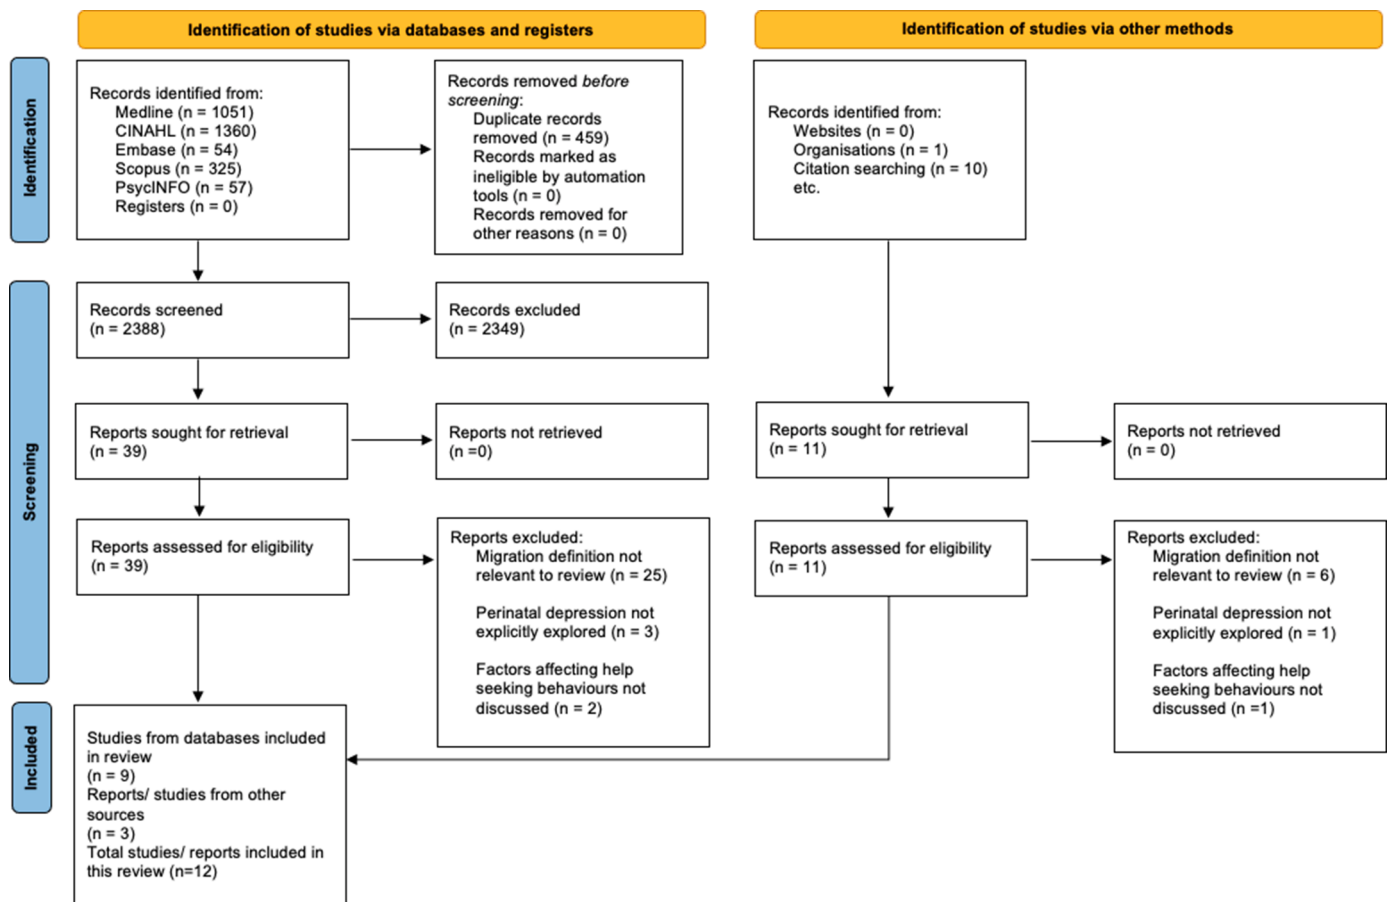 Identification of studies via databases and registers
Identification of studies via other methods
Identification
Records identified from:
Medline (n = 1051)
CINAHL (n = 1360)
Embase (n = 54)
Scopus (n = 325)
PsycINFO (n = 57)
Registers (n = 0)
Records removed before
screening:
Duplicate records
removed (n = 459)
Records marked as
ineligible by automation
tools (n = 0)
Records removed for
other reasons (n = 0)
Records identified from:
Websites (n = 0)
Organisations (n = 1)
Citation searching (n = 10)
etc.
Screening
Records screened
(n = 2388)
Records excluded
(n = 2349)
Reports sought for retrieval
(n = 39)
Reports not retrieved
(n =0)
Reports sought for retrieval
(n = 11)
Reports not retrieved
(n = 0)
Reports assessed for eligibility
(n = 39)
Reports excluded:
Migration definition not
relevant to review (n = 25)
Perinatal depression not
explicitly explored (n = 3)
Factors affecting help
seeking behaviours not
discussed (n = 2)
Reports assessed for eligibility
(n = 11)
Reports excluded:
Migration definition not
relevant to review (n = 6)
Perinatal depression not
explicitly explored (n = 1)
Factors affecting help
seeking behaviours not
discussed (n =1)
Included
Studies from databases included
in review
(n = 9)
Reports/ studies from other
sources
(n = 3)
Total studies/ reports included in
this review (n=12)